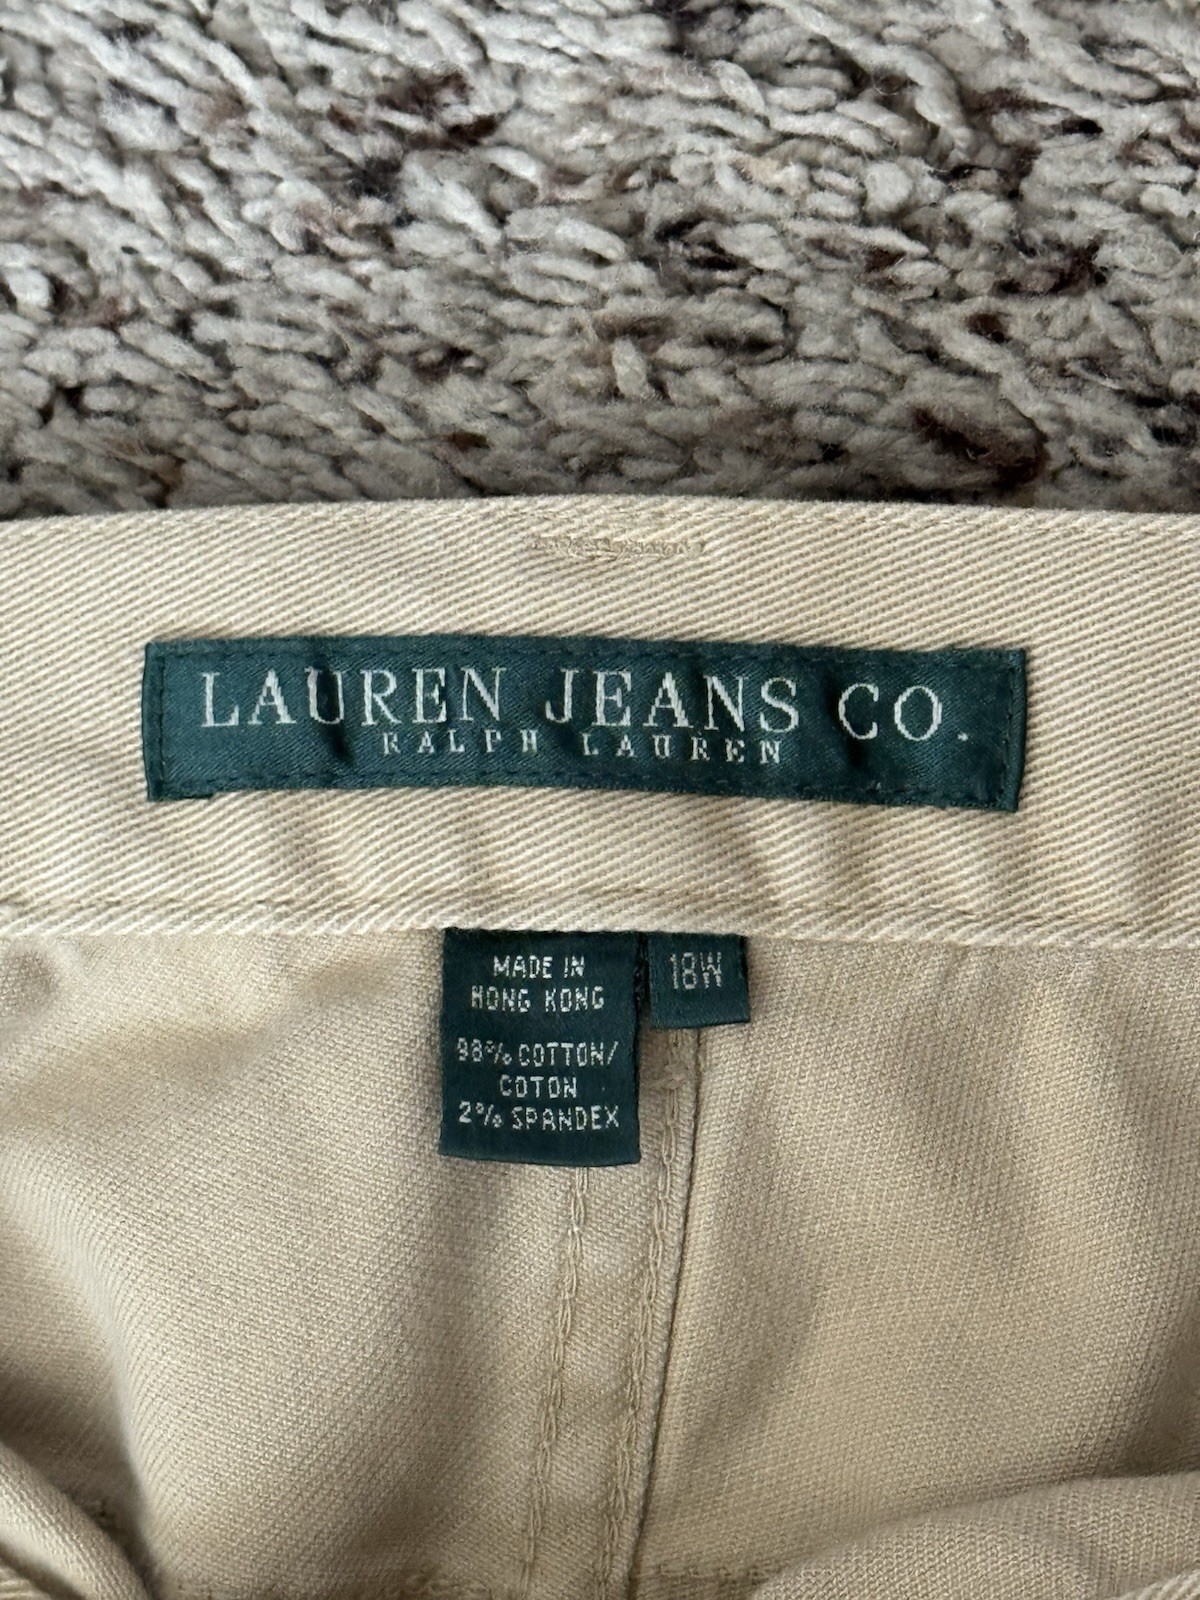 LAUREN JEANS CO.
RALPH LAUREN
MADE IN
HONG KONG
98% COTTON/
COTON
2% SPANDEX
18W